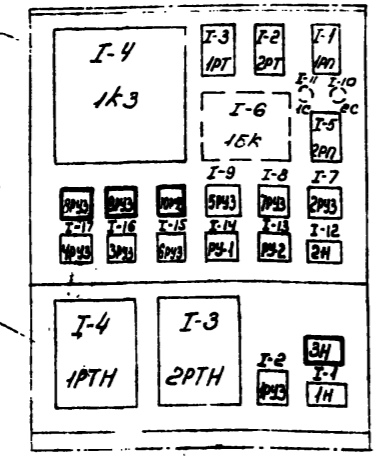 I-4
1КЗ
I-3
1РТ
I-2
2РТ
I-1
1РП
I-11
1С
I-10
2С
I-6
1БК
I-5
2РП
I-9
5РУЗ
I-8
7РУЗ
I-7
2РУЗ
9РУЗ
8РУЗ
10РУ
I-17
4РУЗ
I-16
3РУЗ
I-15
6РУЗ
I-14
РУ-1
I-13
РУ-2
I-12
2Н
I-4
1РТН
I-3
2РТН
I-2
1РУЗ
3Н
I-1
1Н